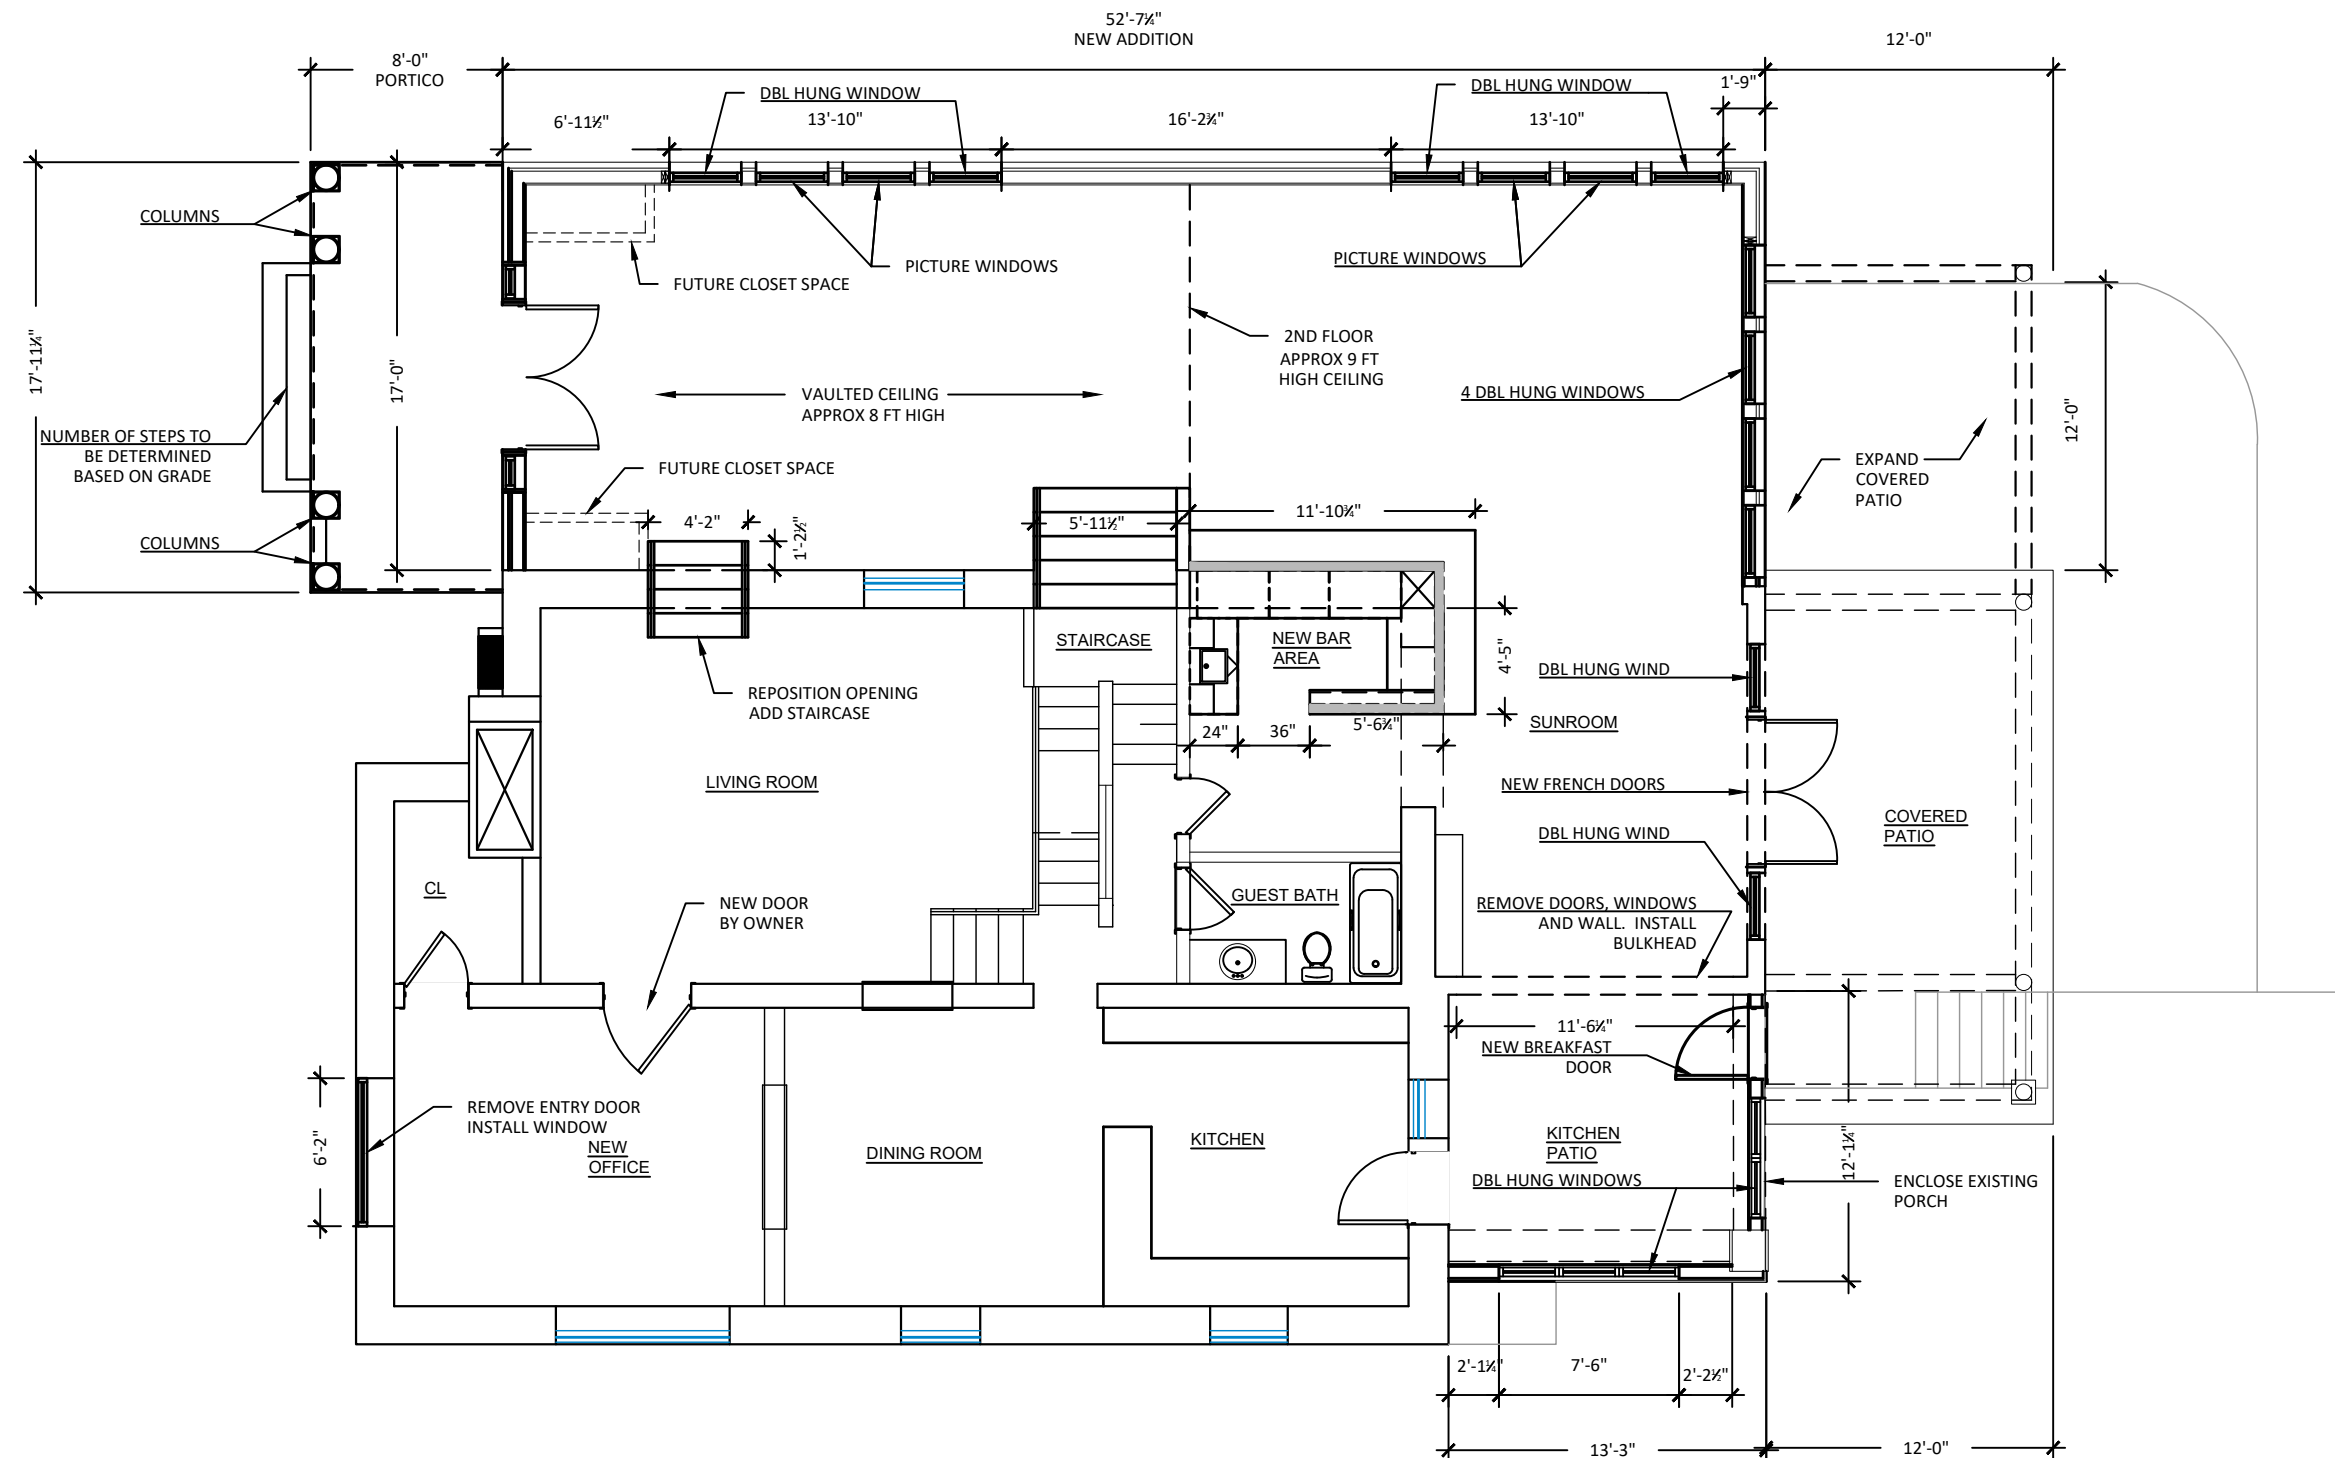 52'-7¼"
NEW ADDITION
12'-0"
8'-0"
PORTICO
1'-9"
DBL HUNG WINDOW
DBL HUNG WINDOW
6'-11½"
13'-10"
16'-2¾"
13'-10"
COLUMNS
FUTURE CLOSET SPACE
PICTURE WINDOWS
PICTURE WINDOWS
2ND FLOOR
APPROX 9 FT
HIGH CEILING
17'-11¼"
17'-0"
VAULTED CEILING
APPROX 8 FT HIGH
4 DBL HUNG WINDOWS
12'-0"
NUMBER OF STEPS TO
BE DETERMINED
BASED ON GRADE
EXPAND
COVERED
PATIO
FUTURE CLOSET SPACE
COLUMNS
4'-2"
1'-2½"
5'-11½"
11'-10¾"
STAIRCASE
NEW BAR
AREA
4'-5"
DBL HUNG WIND
REPOSITION OPENING
ADD STAIRCASE
24"
36"
5'-6¾"
SUNROOM
LIVING ROOM
NEW FRENCH DOORS
COVERED
PATIO
DBL HUNG WIND
CL
NEW DOOR
BY OWNER
GUEST BATH
REMOVE DOORS, WINDOWS
AND WALL. INSTALL
BULKHEAD
11'-6¼"
NEW BREAKFAST
DOOR
6'-2"
REMOVE ENTRY DOOR
INSTALL WINDOW
NEW
OFFICE
DINING ROOM
KITCHEN
KITCHEN
PATIO
DBL HUNG WINDOWS
12'-1¼"
ENCLOSE EXISTING
PORCH
2'-1¼"
7'-6"
2'-2½"
13'-3"
12'-0"